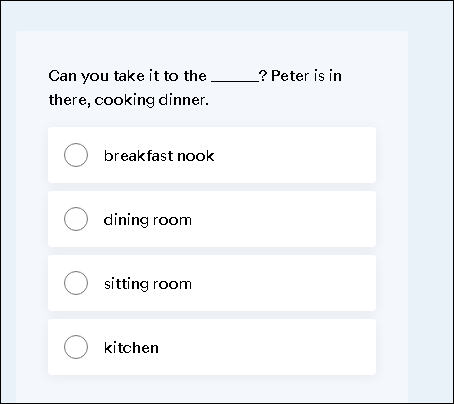 Can you take it to the ______? Peter is in
there, cooking dinner.
breakfast nook
dining room
sitting room
kitchen